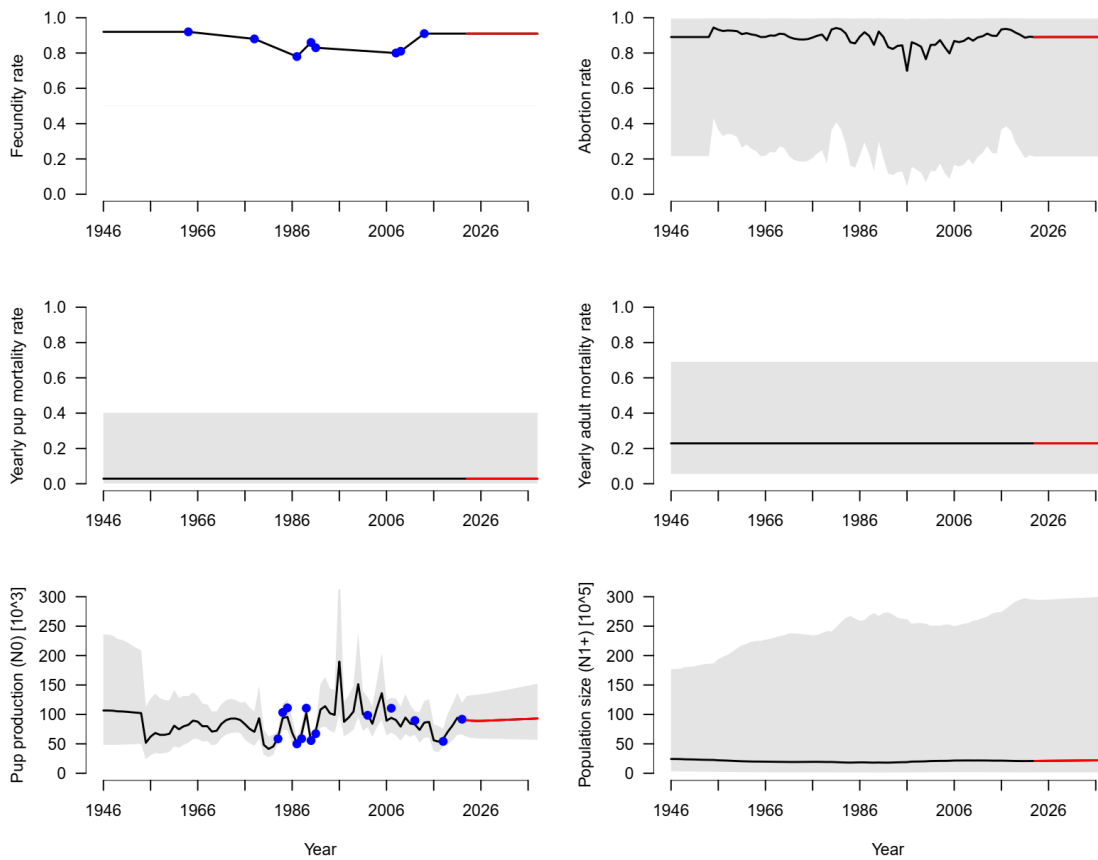 Fecundity rate
1.0
0.8
0.6
0.4
0.2
0.0
1946 1966 1986 2006 2026
Abortion rate
1.0
0.8
0.6
0.4
0.2
0.0
1946 1966 1986 2006 2026
Yearly pup mortality rate
1.0
0.8
0.6
0.4
0.2
0.0
1946 1966 1986 2006 2026
Yearly adult mortality rate
1.0
0.8
0.6
0.4
0.2
0.0
1946 1966 1986 2006 2026
Pup production (N0) [10^3]
300
250
200
150
100
50
0
1946 1966 1986 2006 2026
Year
Population size (N1+) [10^5]
300
250
200
150
100
50
0
1946 1966 1986 2006 2026
Year